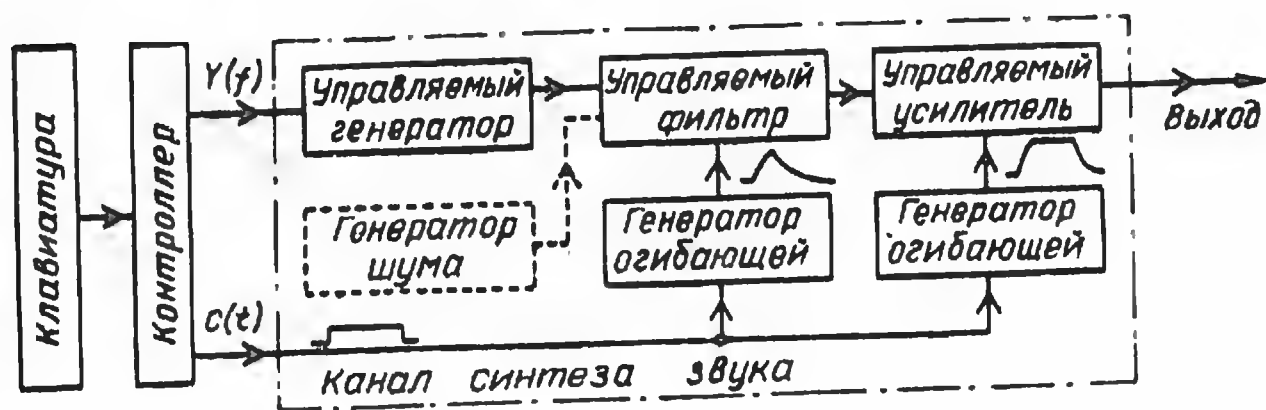 Клавиатура
Контроллер
Y(f)
C(t)
Управляемый
генератор
Генератор
шума
Управляемый
фильтр
Генератор
огибающей
Управляемый
усилитель
Генератор
огибающей
Выход
Канал синтеза звука